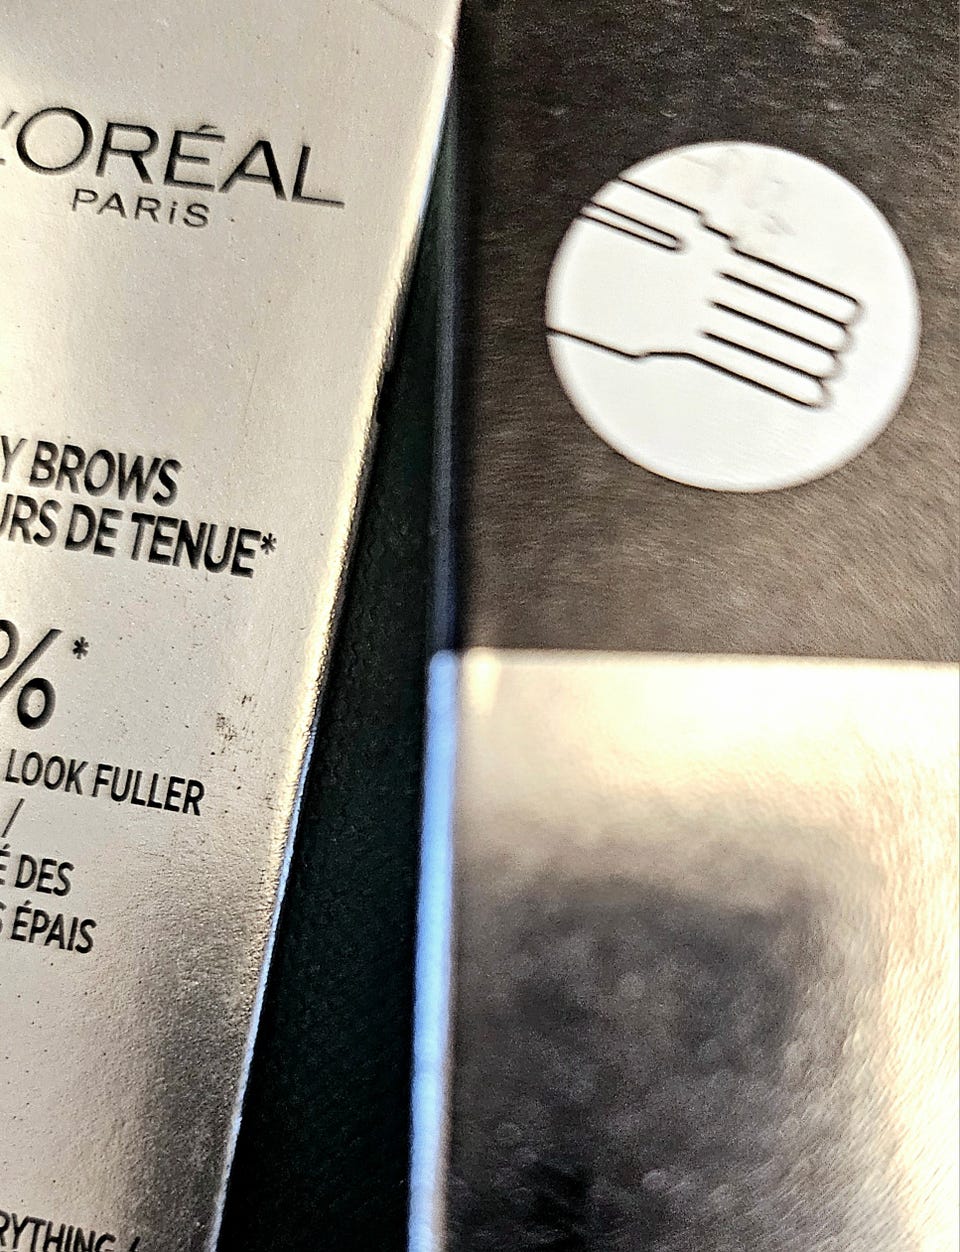 L'ORÉAL
PARiS
Y BROWS
URS DE TENUE*
%*
LOOK FULLER
/
É DES
S ÉPAIS
RYTHING /